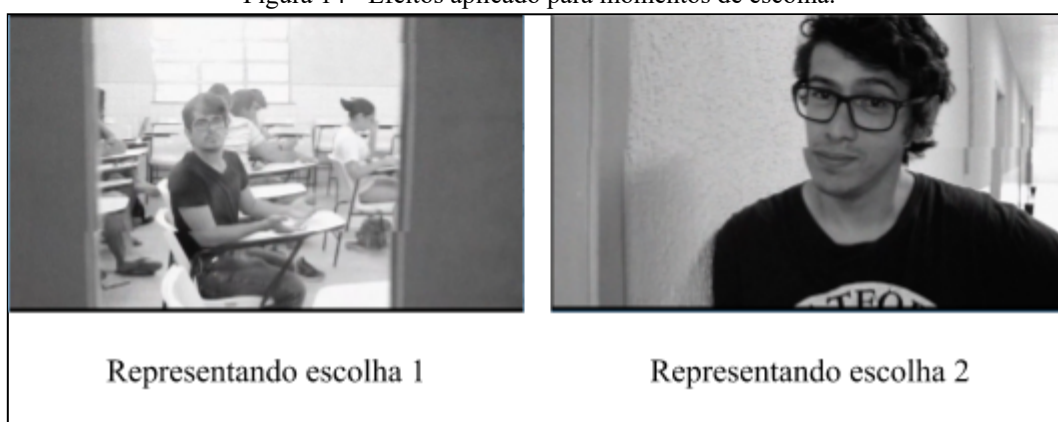 Figura 14 - Efeitos aplicado para momentos de escolha.
Representando escolha 1
Representando escolha 2